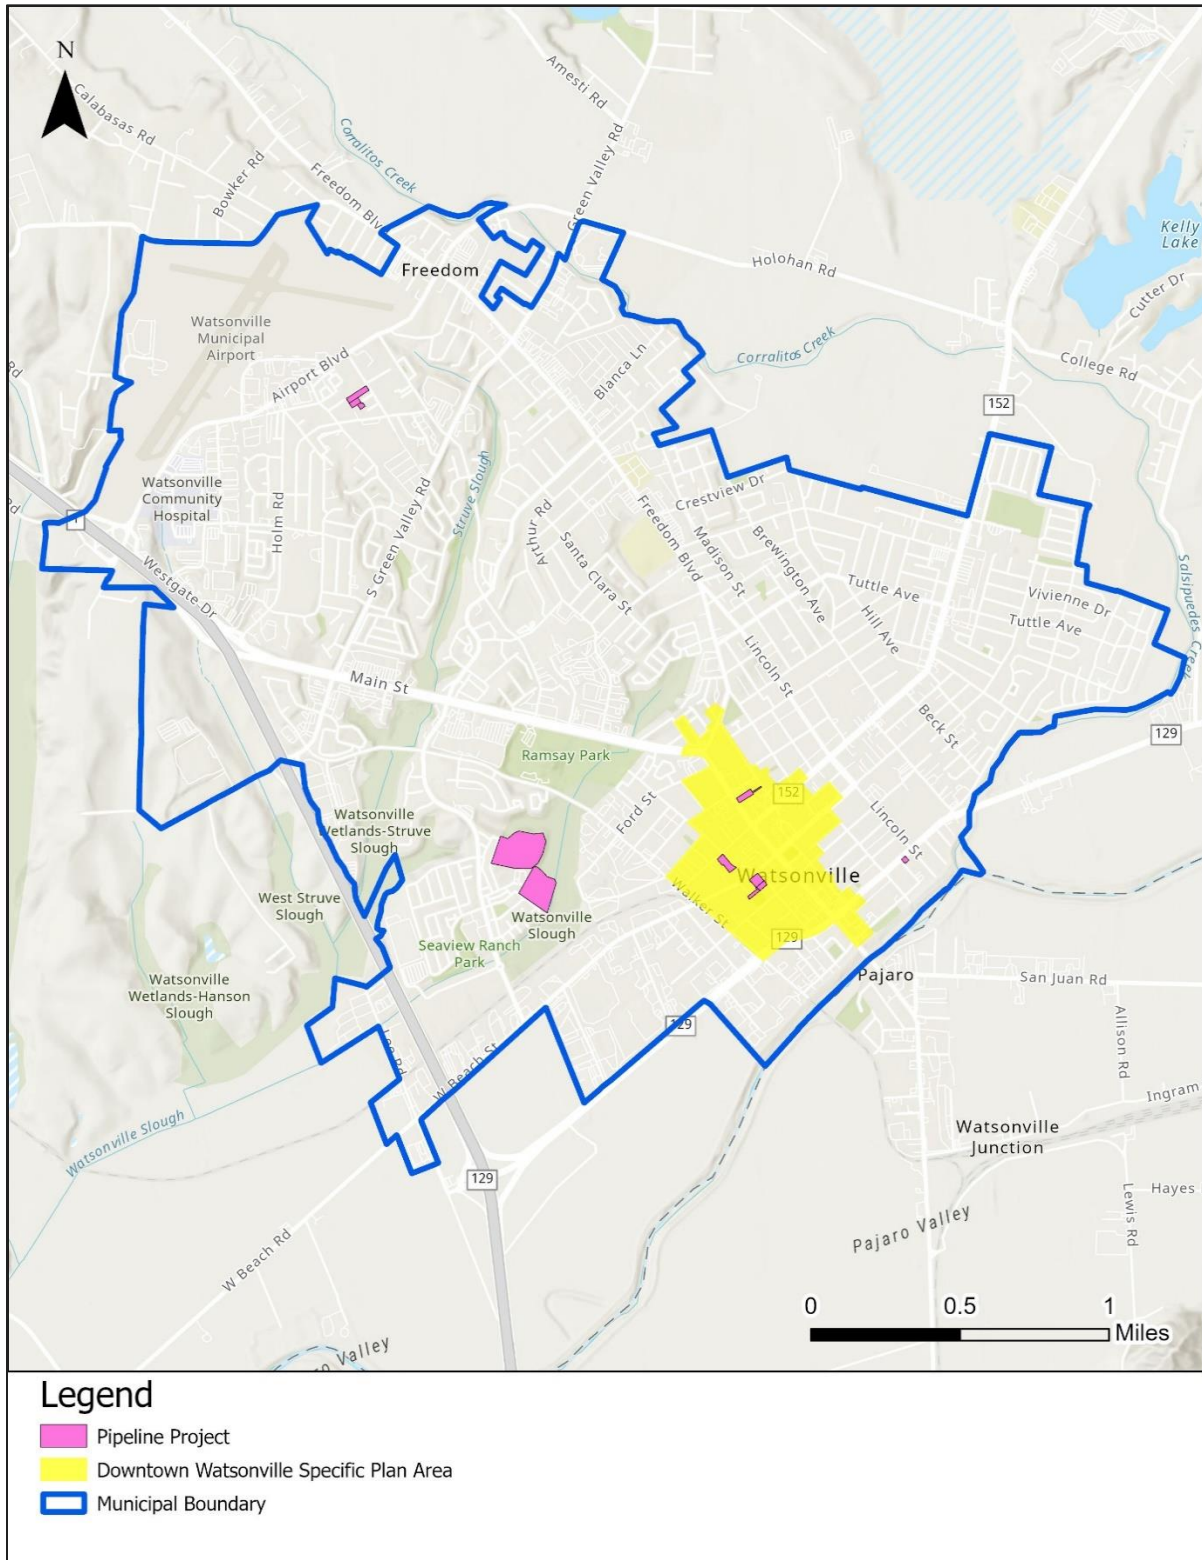 N
Amesti Rd
Calabasas Rd
Corralitos Creek
Green Valley Rd
Bowker Rd
Freedom Blvd
Kelly
Lake
Freedom
Holohan Rd
Cutter Dr
Watsonville
Municipal
Airport
Airport Blvd
Blanca Ln
Corralitos Creek
College Rd
Rd
152
Watsonville
Community
Hospital
Holm Rd
S Green Valley Rd
Struve Slough
Arthur Rd
Santa Clara St
Crestview Dr
Freedom Blvd
Madison St
Brewington Ave
Rd
1
Westgate Dr
Tuttle Ave
Hill Ave
Vivienne Dr
Tuttle Ave
Salsipuedes Creek
Lincoln St
Main St
Beck St
129
Ramsay Park
152
Ford St
Lincoln St
Watsonville
Wetlands-Struve
Slough
West Struve
Slough
Watsonville
Walker St
Watsonville
Slough
Seaview Ranch
Park
129
Watsonville
Wetlands-Hanson
Slough
Pajaro
San Juan Rd
Allison Rd
129
Lee Rd
W Beach St
Ingram
Watsonville Slough
Watsonville
Junction
129
Lewis Rd
Hayes
W Beach Rd
Pajaro Valley
0 0.5 1
Miles
ro Valley
Legend
Pipeline Project
Downtown Watsonville Specific Plan Area
Municipal Boundary